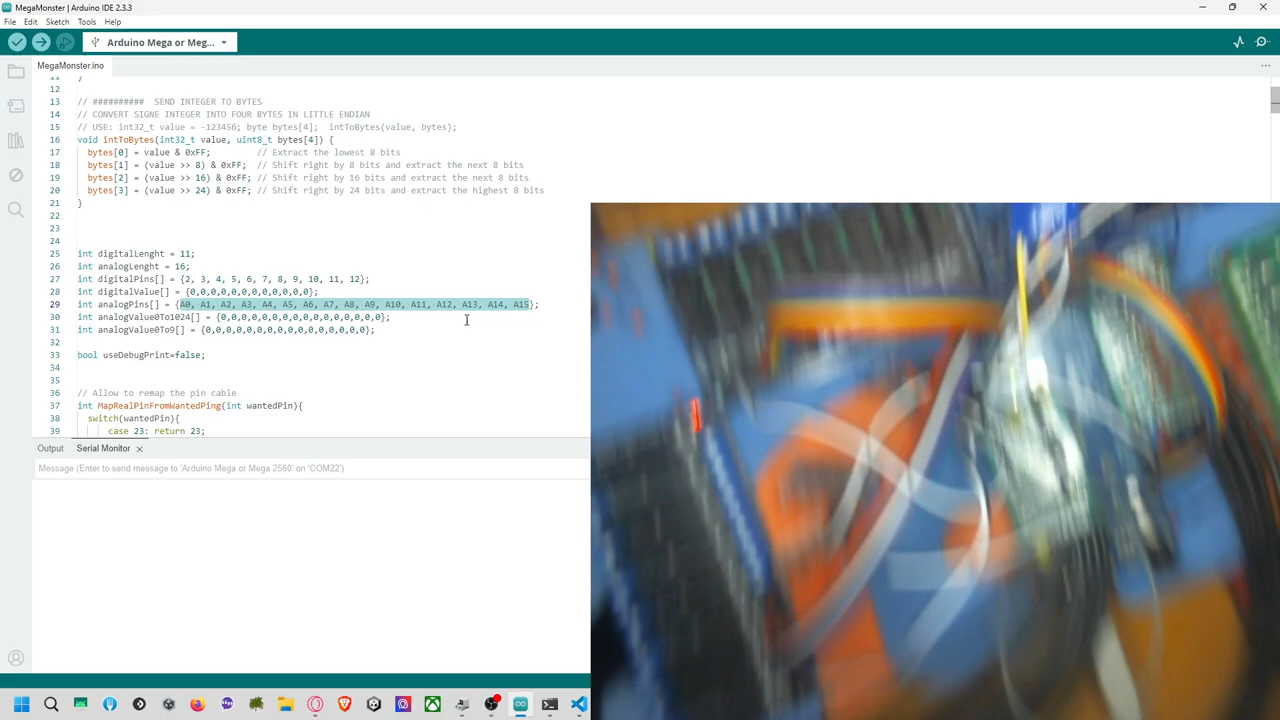 MegaMonster | Arduino IDE 2.3.3
File Edit Sketch Tools Help
Arduino Mega or Meg...
MegaMonster.ino
11 }
12
13 // ########## SEND INTEGER TO BYTES
14 // CONVERT SIGNE INTEGER INTO FOUR BYTES IN LITTLE ENDIAN
15 // USE: int32_t value = -123456; byte bytes[4]; intToBytes(value, bytes);
16 void intToBytes(int32_t value, uint8_t bytes[4]) {
17 bytes[0] = value & 0xFF; // Extract the lowest 8 bits
18 bytes[1] = (value >> 8) & 0xFF; // Shift right by 8 bits and extract the next 8 bits
19 bytes[2] = (value >> 16) & 0xFF; // Shift right by 16 bits and extract the next 8 bits
20 bytes[3] = (value >> 24) & 0xFF; // Shift right by 24 bits and extract the highest 8 bits
21 }
22
23
24
25 int digitalLenght = 11;
26 int analogLenght = 16;
27 int digitalPins[] = {2, 3, 4, 5, 6, 7, 8, 9, 10, 11, 12};
28 int digitalValue[] = {0,0,0,0,0,0,0,0,0,0,0,0};
29 int analogPins[] = {A0, A1, A2, A3, A4, A5, A6, A7, A8, A9, A10, A11, A12, A13, A14, A15};
30 int analogValue0To1024[] = {0,0,0,0,0,0,0,0,0,0,0,0,0,0,0,0};
31 int analogValue0To9[] = {0,0,0,0,0,0,0,0,0,0,0,0,0,0,0,0};
32
33 bool useDebugPrint=false;
34
35
36 // Allow to remap the pin cable
37 int MapRealPinFromWantedPing(int wantedPin){
38 switch(wantedPin){
39 case 23: return 23;
Output Serial Monitor
Message (Enter to send message to 'Arduino Mega or Mega 2560' on 'COM22')